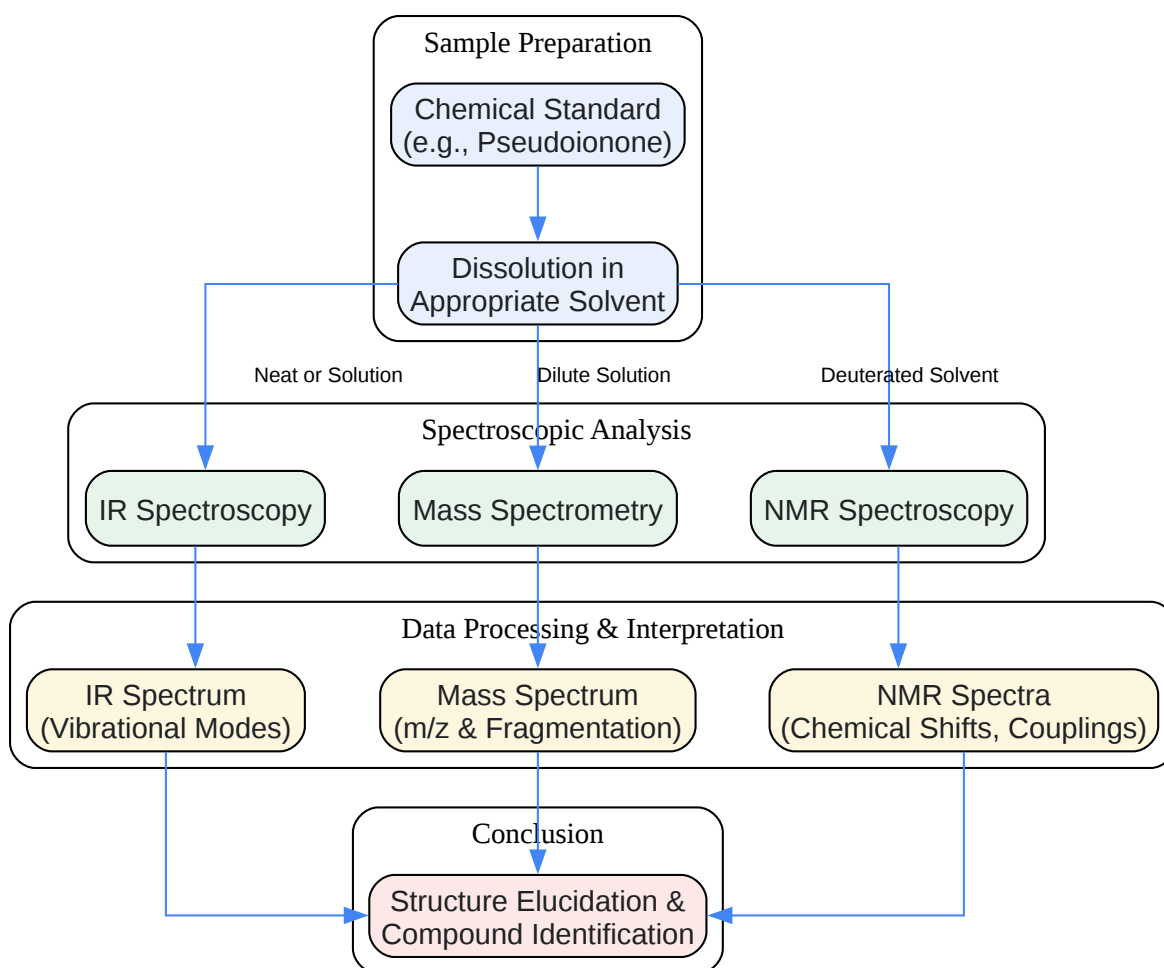 Sample Preparation
Chemical Standard
(e.g., Pseudoionone)
Dissolution in
Appropriate Solvent
Neat or Solution
Dilute Solution
Deuterated Solvent
Spectroscopic Analysis
IR Spectroscopy
Mass Spectrometry
NMR Spectroscopy
Data Processing & Interpretation
IR Spectrum
(Vibrational Modes)
Mass Spectrum
(m/z & Fragmentation)
NMR Spectra
(Chemical Shifts, Couplings)
Conclusion
Structure Elucidation &
Compound Identification